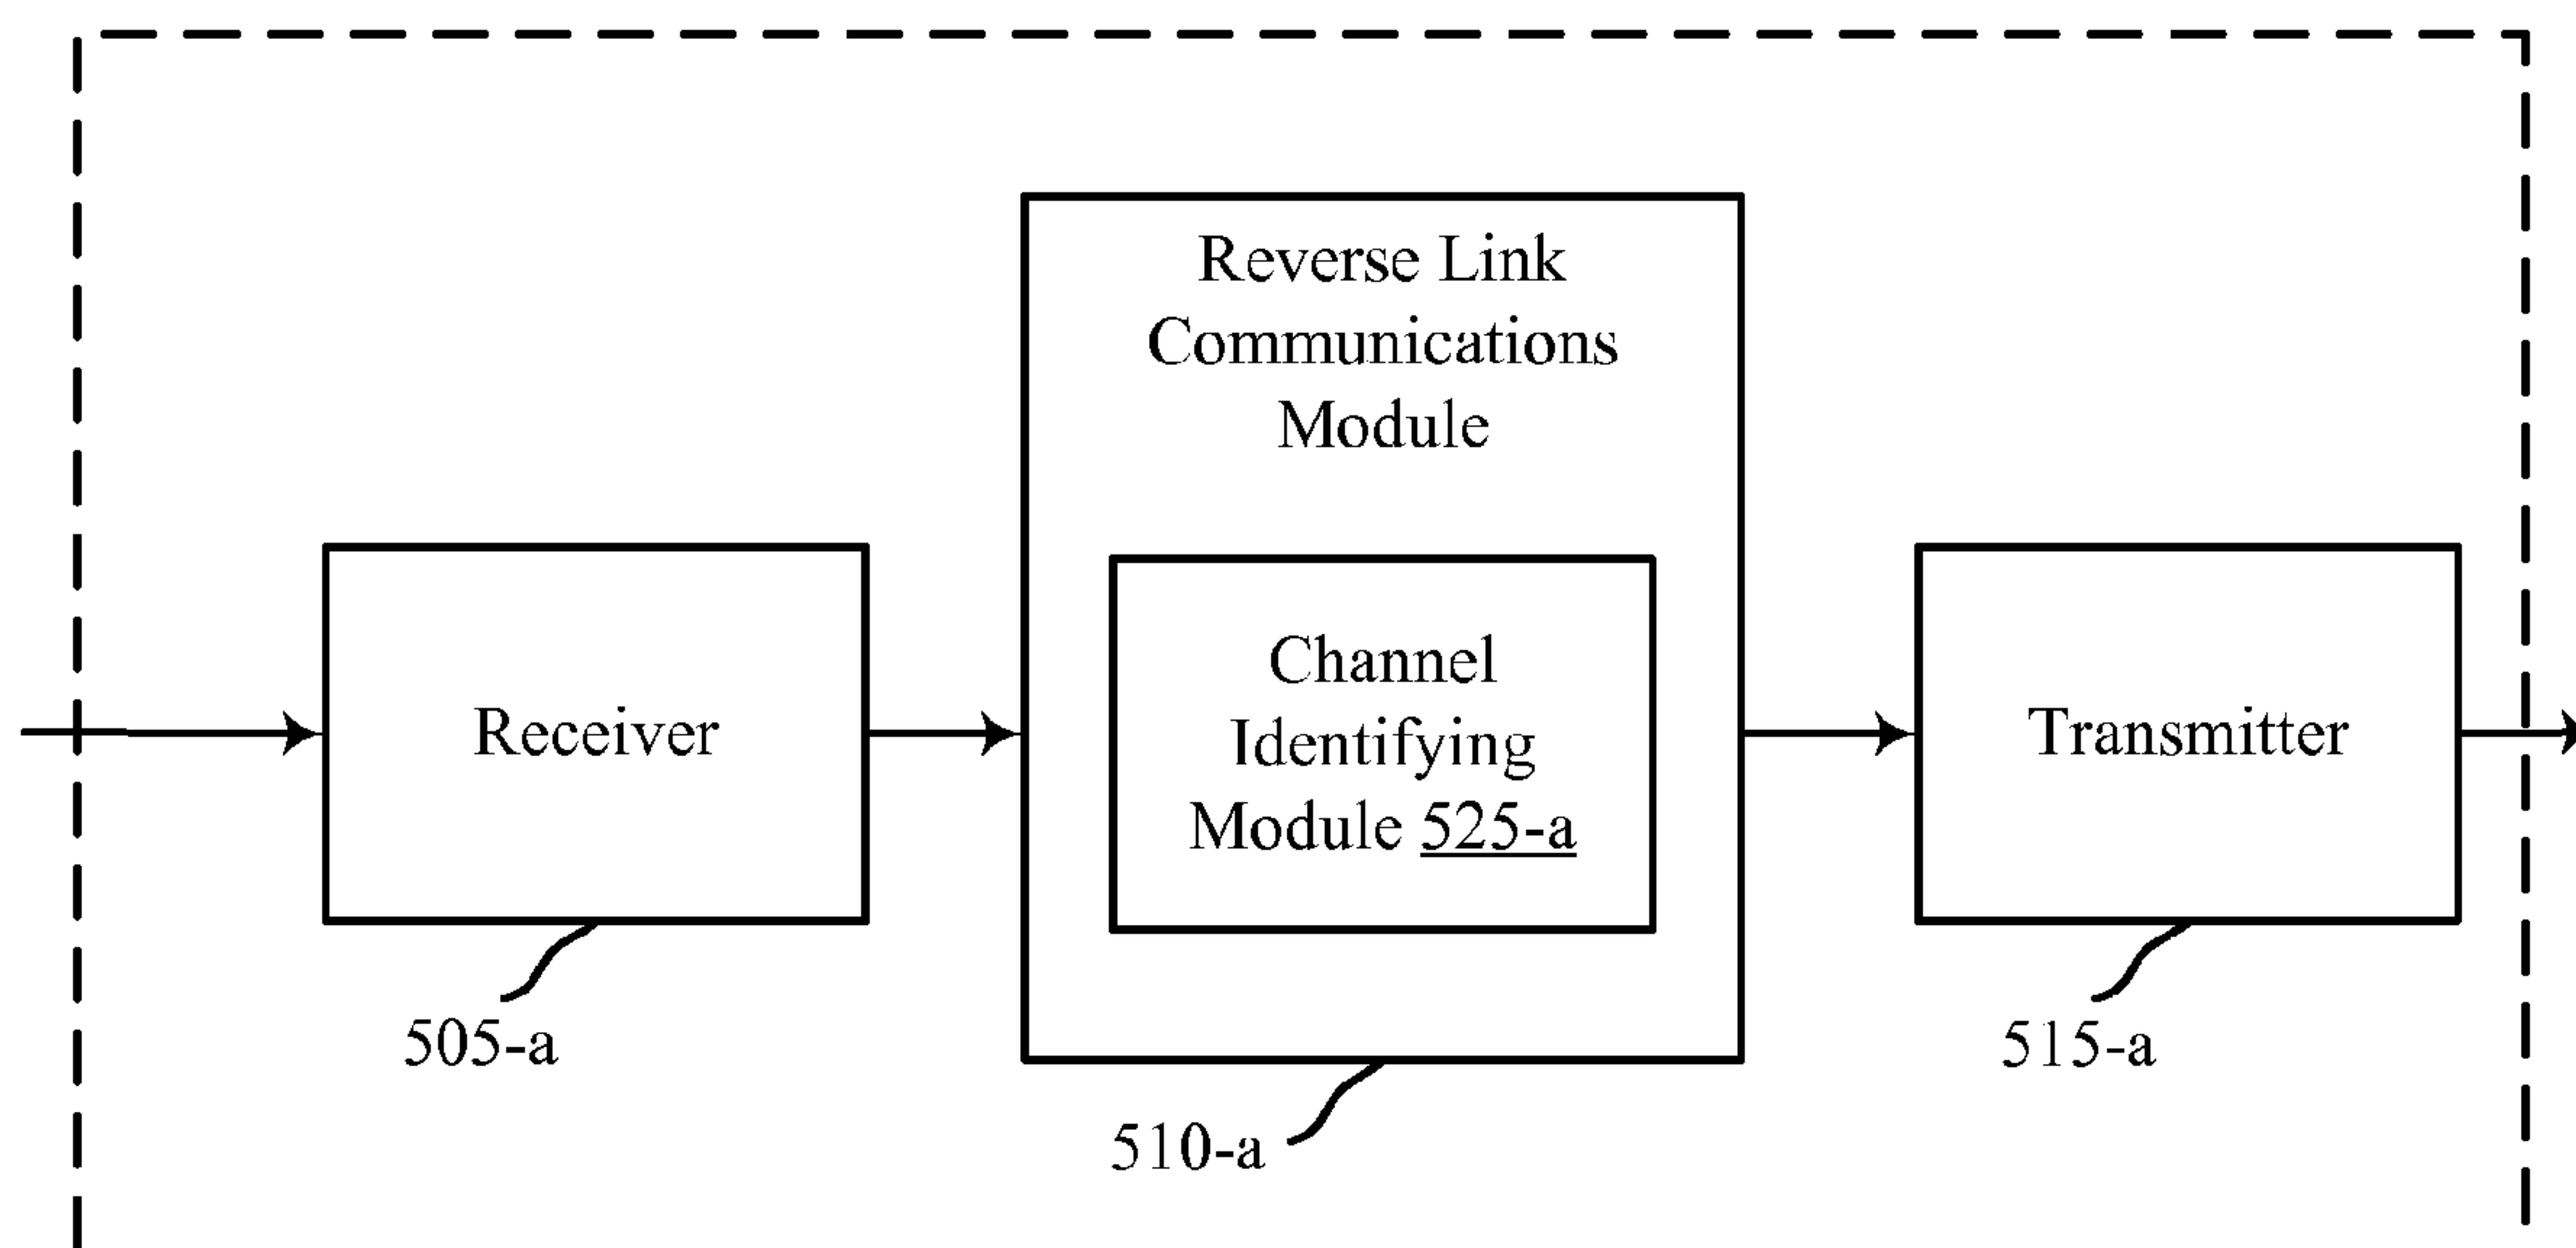 Reverse Link
Communications
Module
Receiver
Channel
Identifying
Module 525-a
Transmitter
505-a
510-a
515-a